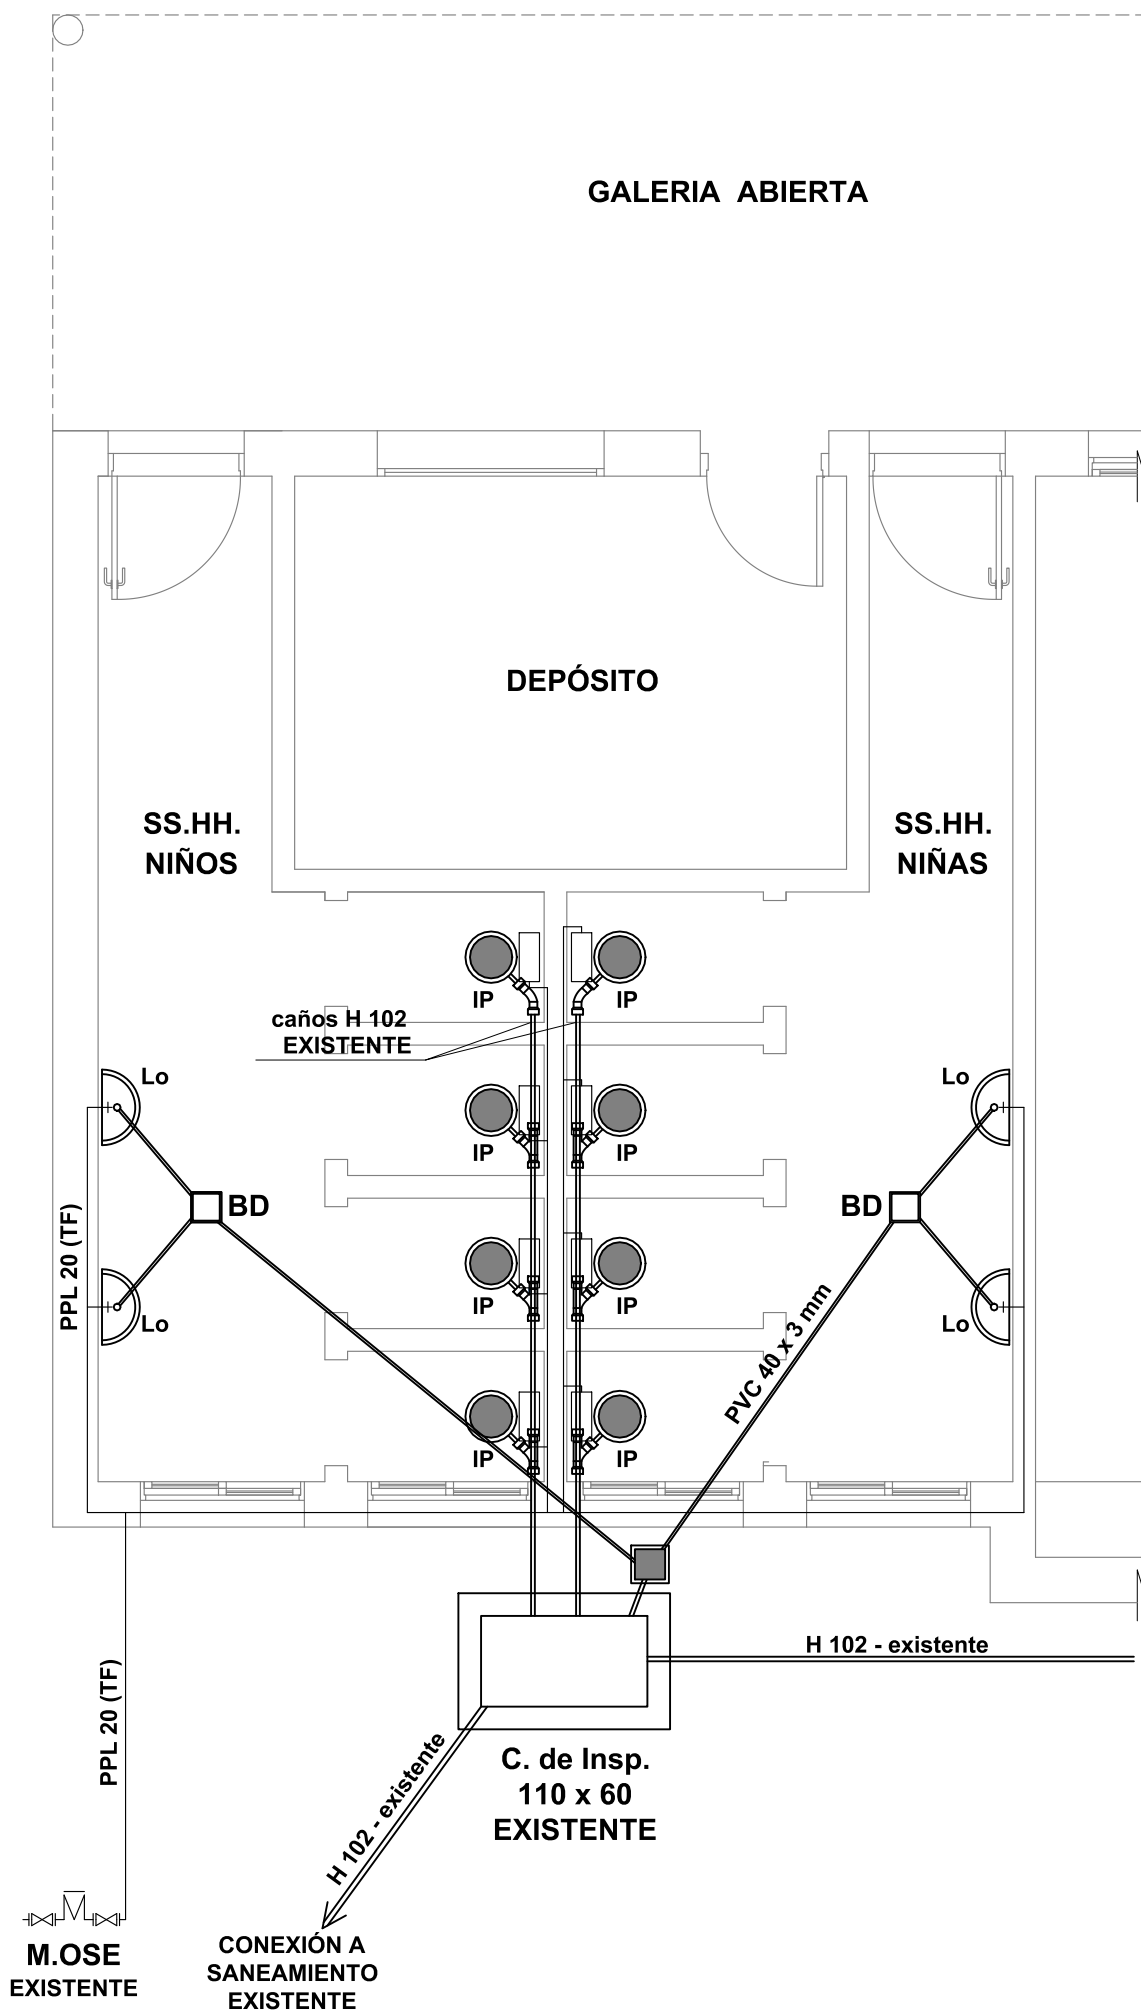 GALERIA ABIERTA
DEPÓSITO
SS.HH.
NIÑOS
SS.HH.
NIÑAS
IP
IP
caños H 102
EXISTENTE
Lo
Lo
IP
IP
BD
BD
PPL 20 (TF)
IP
IP
Lo
Lo
PVC 40 x 3 mm
IP
IP
H 102 - existente
PPL 20 (TF)
C. de Insp.
110 x 60
EXISTENTE
H 102 - existente
M.OSE
EXISTENTE
CONEXIÓN A
SANEAMIENTO
EXISTENTE